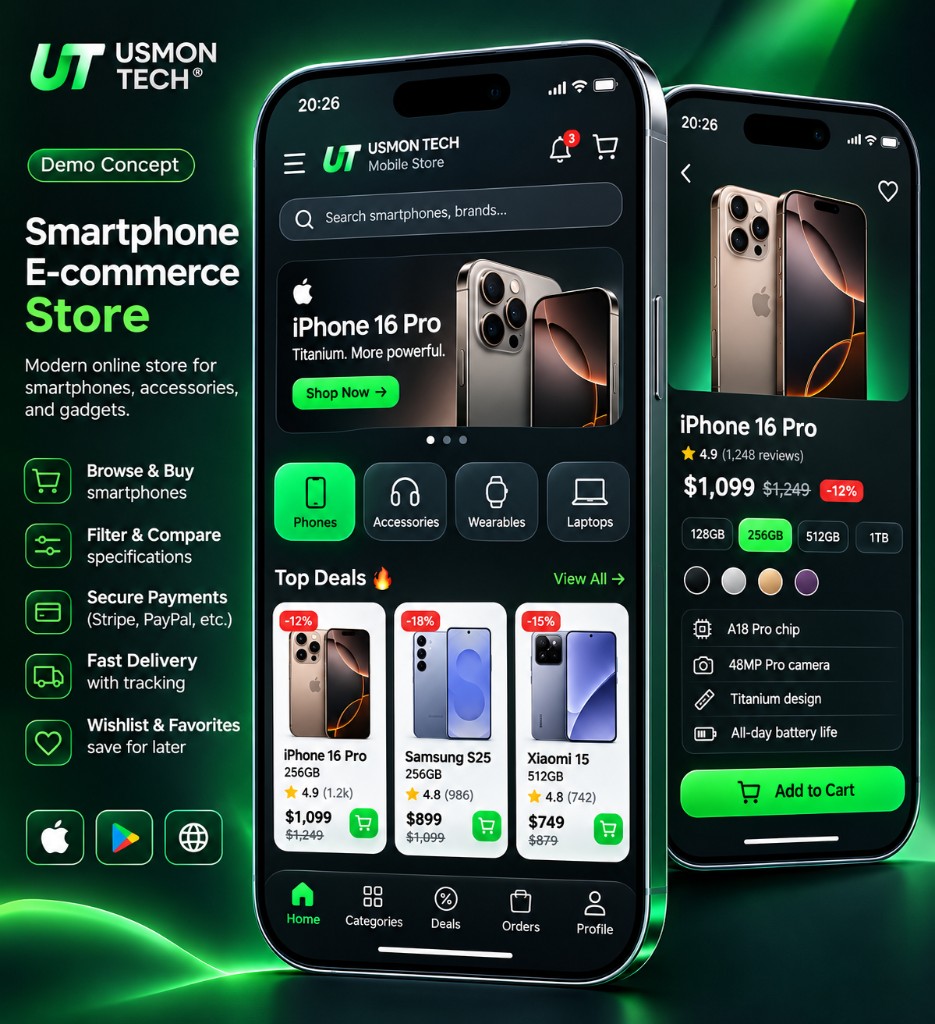 UT USMON
TECH®
Demo Concept
Smartphone
E-commerce
Store
Modern online store for
smartphones, accessories,
and gadgets.
Browse & Buy
smartphones
Filter & Compare
specifications
Secure Payments
(Stripe, PayPal, etc.)
Fast Delivery
with tracking
Wishlist & Favorites
save for later
20:26
UT USMON TECH
Mobile Store
3
Search smartphones, brands...
iPhone 16 Pro
Titanium. More powerful.
Shop Now →
Phones
Accessories
Wearables
Laptops
Top Deals 🔥
View All →
-12%
iPhone 16 Pro
256GB
4.9 (1.2k)
$1,099
$1,249
-18%
Samsung S25
256GB
4.8 (986)
$899
$1,099
-15%
Xiaomi 15
512GB
4.8 (742)
$749
$879
Home
Categories
Deals
Orders
Profile
20:26
iPhone 16 Pro
4.9 (1,248 reviews)
$1,099 $1,249 -12%
128GB
256GB
512GB
1TB
A18 Pro chip
48MP Pro camera
Titanium design
All-day battery life
Add to Cart